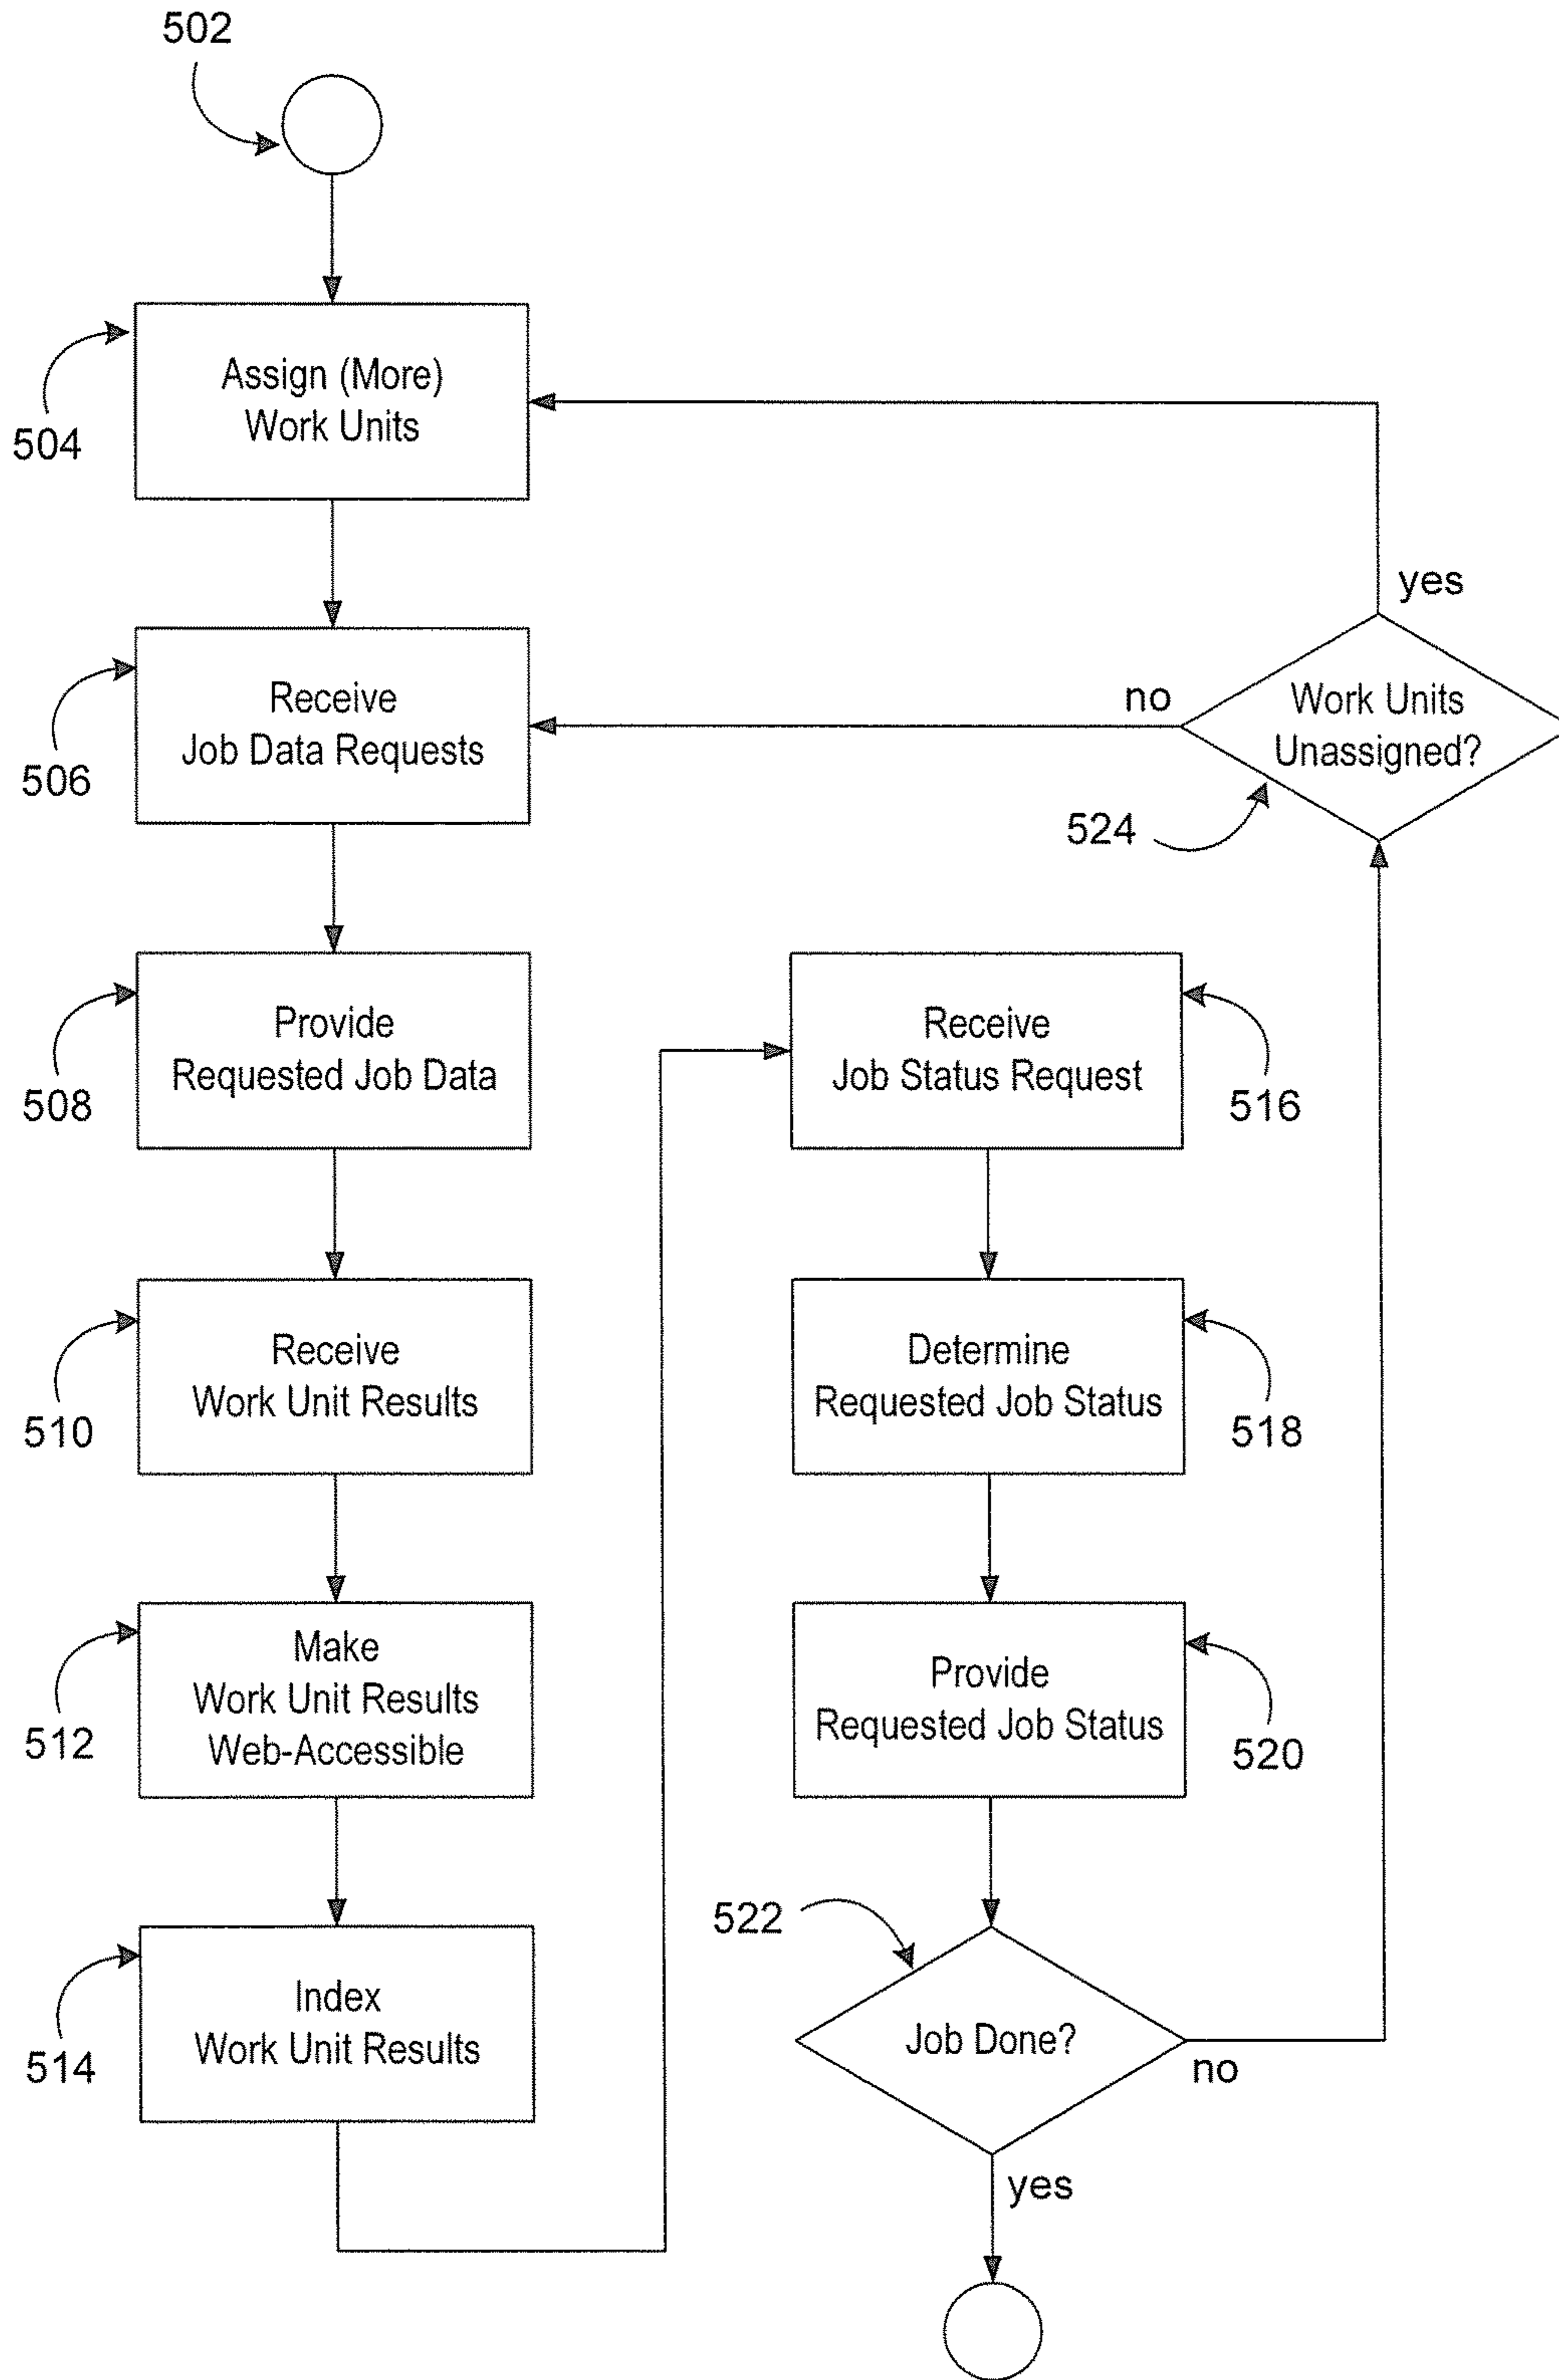 502
Assign (More)
Work Units
504
yes
Receive
Job Data Requests
506
no
Work Units
Unassigned?
524
Provide
Requested Job Data
508
Receive
Job Status Request
516
Receive
Work Unit Results
510
Determine
Requested Job Status
518
Make
Work Unit Results
Web-Accessible
512
Provide
Requested Job Status
520
522
Index
Work Unit Results
514
Job Done?
no
yes